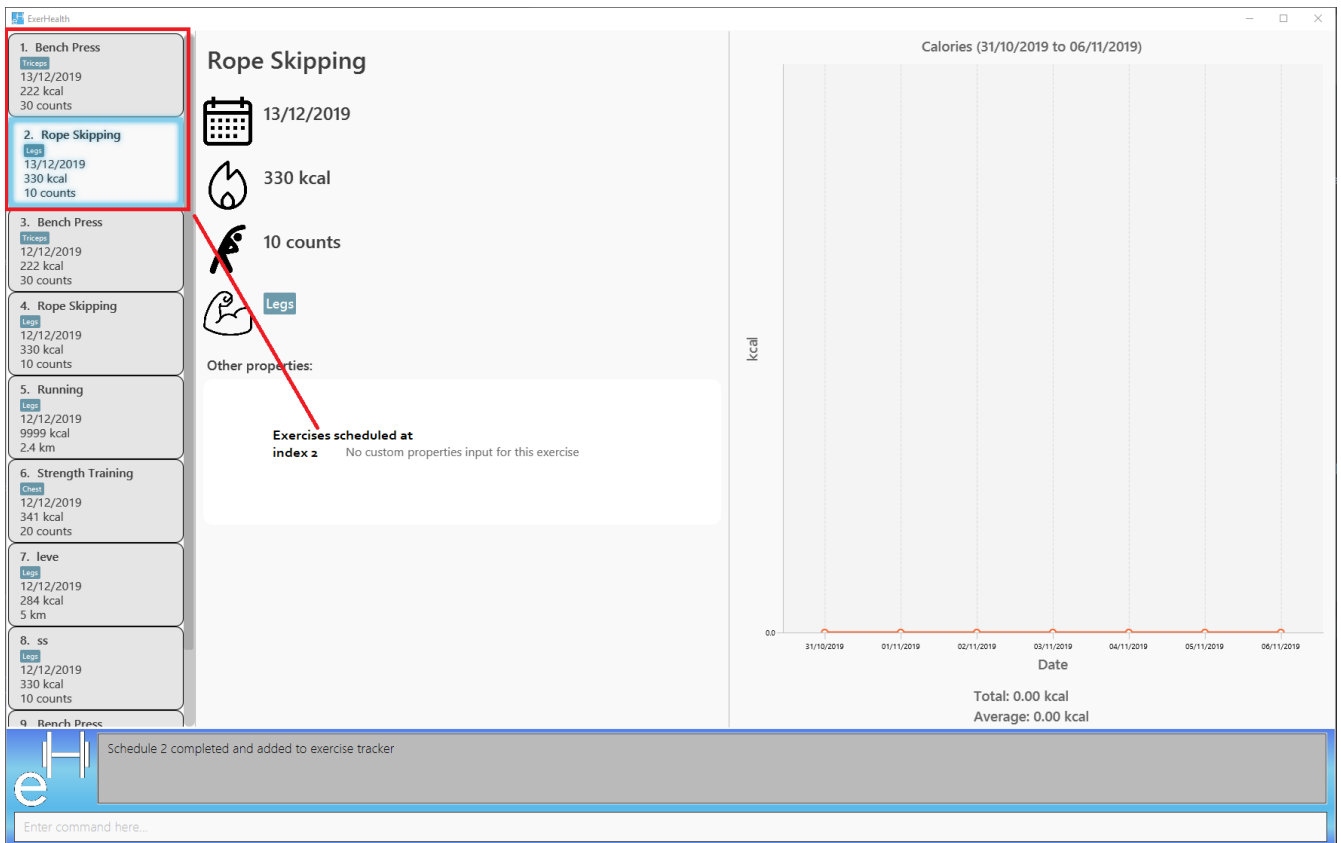 ExerHealth
1. Bench Press
Triceps
13/12/2019
222 kcal
30 counts
2. Rope Skipping
Legs
13/12/2019
330 kcal
10 counts
3. Bench Press
Triceps
12/12/2019
222 kcal
30 counts
4. Rope Skipping
Legs
12/12/2019
330 kcal
10 counts
5. Running
Legs
12/12/2019
9999 kcal
2.4 km
6. Strength Training
Chest
12/12/2019
341 kcal
20 counts
7. leve
Legs
12/12/2019
284 kcal
5 km
8. ss
Legs
12/12/2019
330 kcal
10 counts
9. Bench Press
Rope Skipping
13/12/2019
330 kcal
10 counts
Legs
Other properties:
Exercises scheduled at
index 2
No custom properties input for this exercise
Calories (31/10/2019 to 06/11/2019)
kcal
0.0
31/10/2019 01/11/2019 02/11/2019 03/11/2019 04/11/2019 05/11/2019 06/11/2019
Date
Total: 0.00 kcal
Average: 0.00 kcal
eH
Schedule 2 completed and added to exercise tracker
Enter command here...